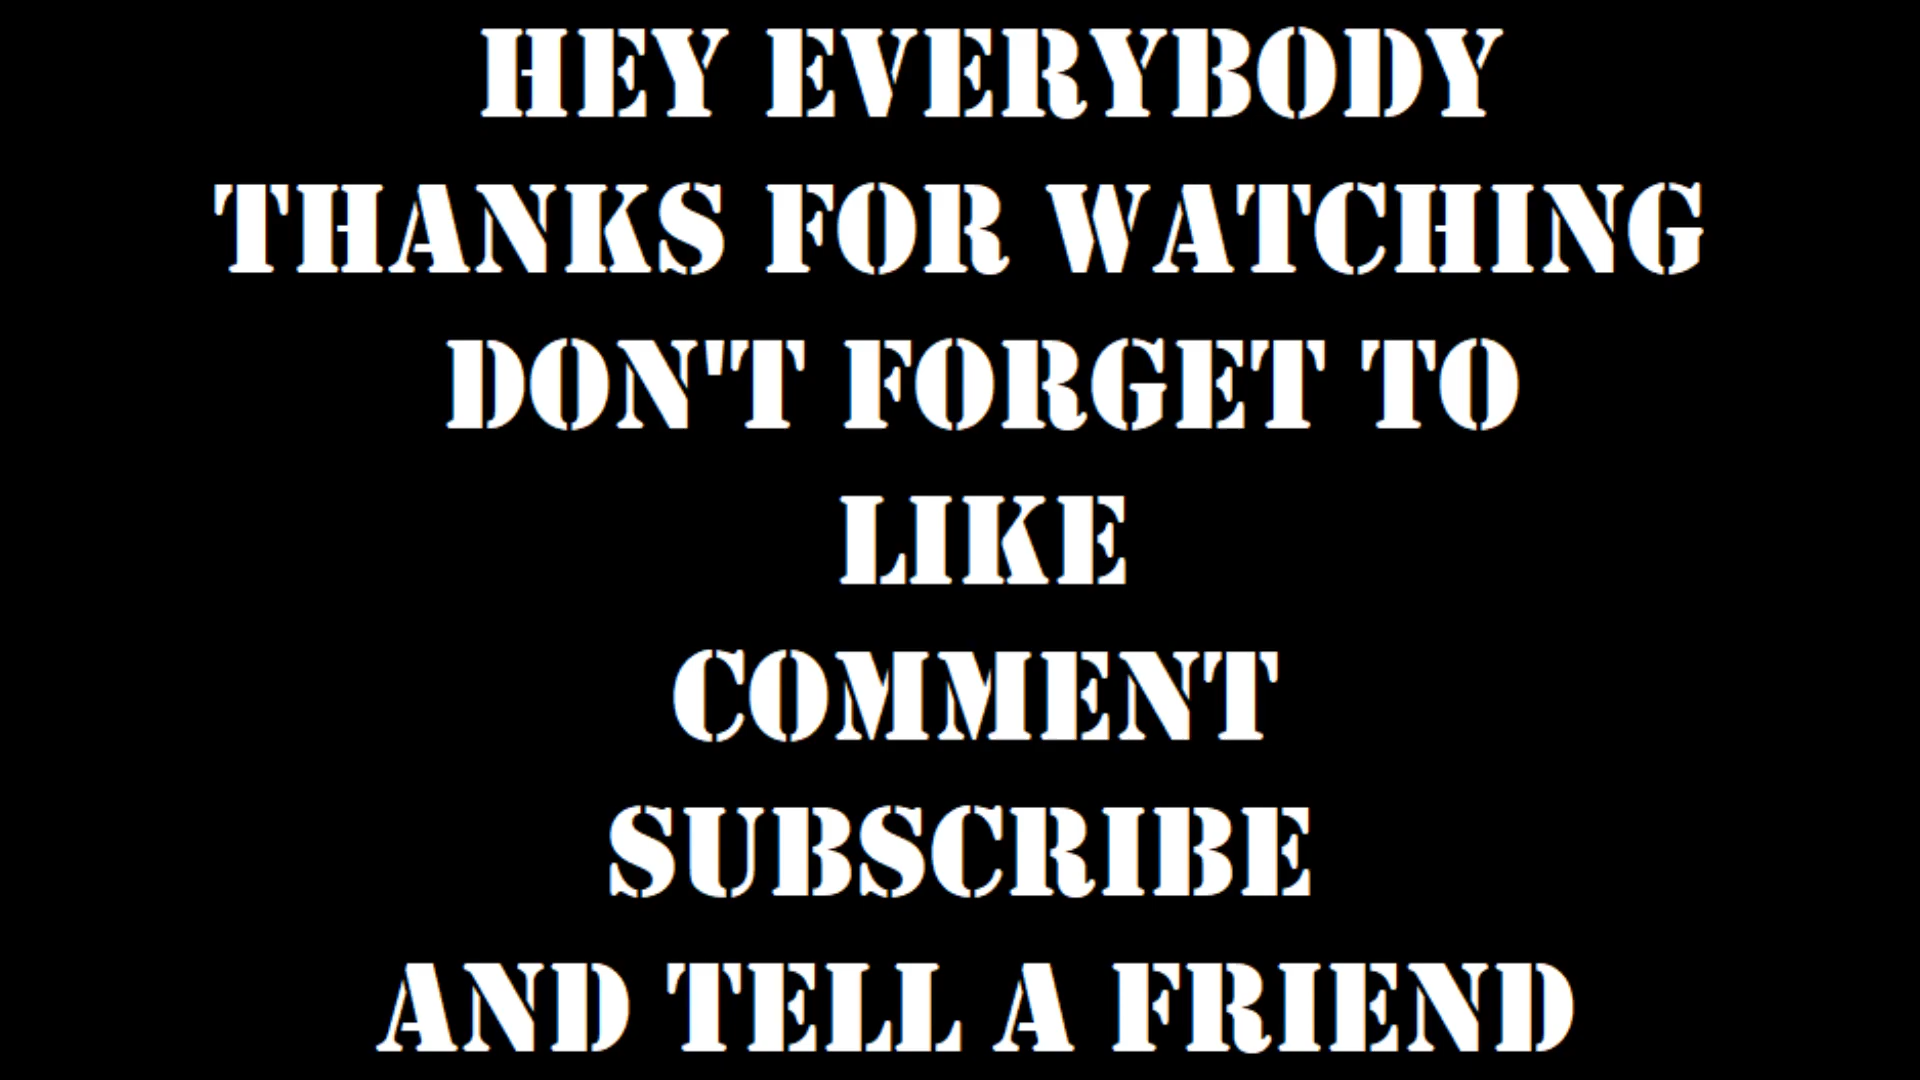 HEY EVERYBODY
THANKS FOR WATCHING
DON'T FORGET TO
LIKE
COMMENT
SUBSCRIBE
AND TELL A FRIEND